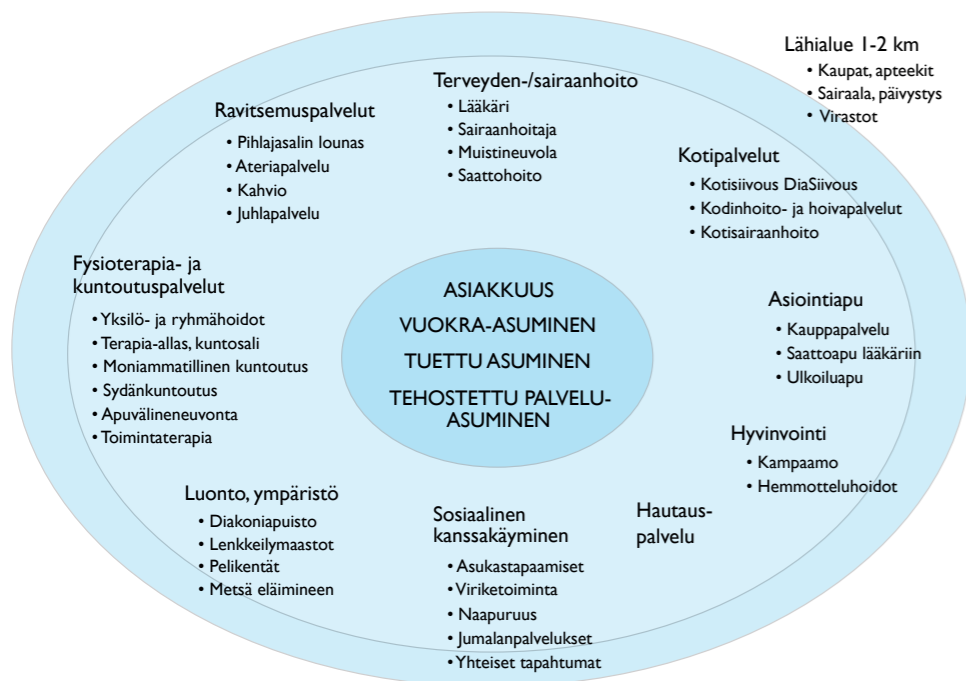 Lähialue 1-2 km
• Kaupat, apteekit
• Sairaala, päivystys
• Virastot
Terveyden-/sairaanhoito
• Lääkäri
• Sairaanhoitaja
• Muistineuvola
• Saattohoito
Ravitsemuspalvelut
• Pihlajasalin lounas
• Ateriapalvelu
• Kahvio
• Juhlapalvelu
Kotipalvelut
• Kotisiivous DiaSiivous
• Kodinhoito- ja hoivapalvelut
• Kotisairaanhoito
Fysioterapia- ja
kuntoutuspalvelut
• Yksilö- ja ryhmähoidot
• Terapia-allas, kuntosali
• Moniammatillinen kuntoutus
• Sydänkuntoutus
• Apuvälineneuvonta
• Toimintaterapia
ASIAKKUUS
VUOKRA-ASUMINEN
TUETTU ASUMINEN
TEHOSTETTU PALVELU-
ASUMINEN
Asiointiapu
• Kauppapalvelu
• Saattoapu lääkäriin
• Ulkoiluapu
Hyvinvointi
• Kampaamo
• Hemmotteluhoidot
Luonto, ympäristö
• Diakoniapuisto
• Lenkkeilymaastot
• Pelikentät
• Metsä eläimineen
Sosiaalinen
kanssakäyminen
• Asukastapaamiset
• Viriketoiminta
• Naapuruus
• Jumalanpalvelukset
• Yhteiset tapahtumat
Hautaus-
palvelu